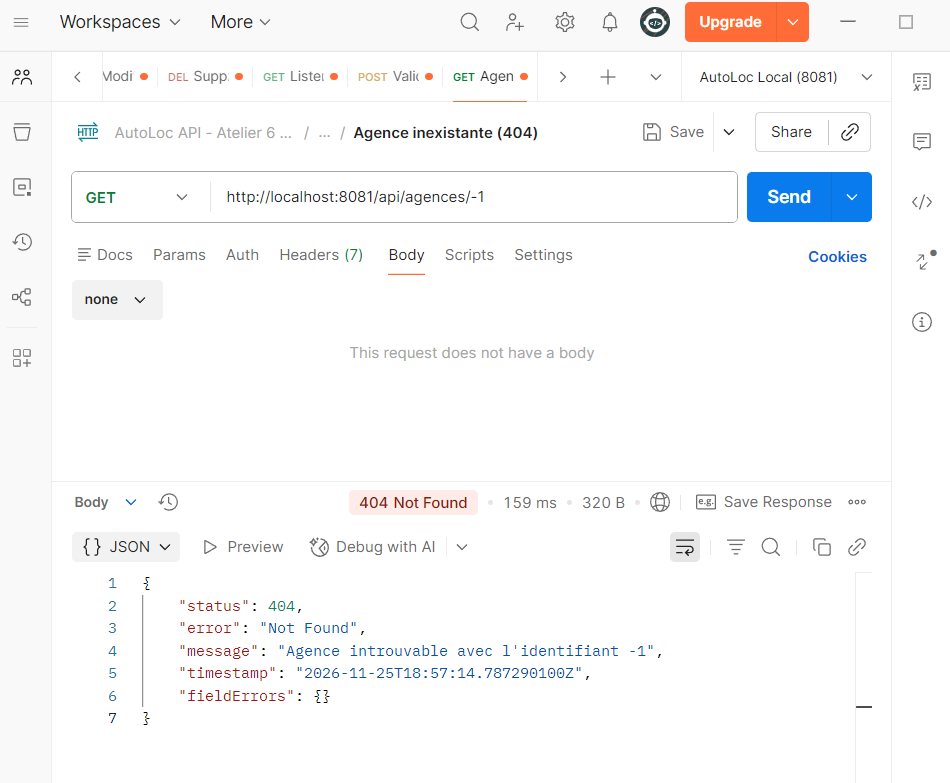 Workspaces More Upgrade
Modi DEL Supp GET Liste POST Valid GET Agen AutoLoc Local (8081)
HTTP AutoLoc API - Atelier 6 ... / ... / Agence inexistante (404) Save Share
GET http://localhost:8081/api/agences/-1 Send
Docs Params Auth Headers (7) Body Scripts Settings Cookies
none
This request does not have a body
Body 404 Not Found • 159 ms • 320 B • e.g. Save Response
{} JSON Preview Debug with AI
1 {
2 "status": 404,
3 "error": "Not Found",
4 "message": "Agence introuvable avec l'identifiant -1",
5 "timestamp": "2026-11-25T18:57:14.787290100Z",
6 "fieldErrors": {}
7 }